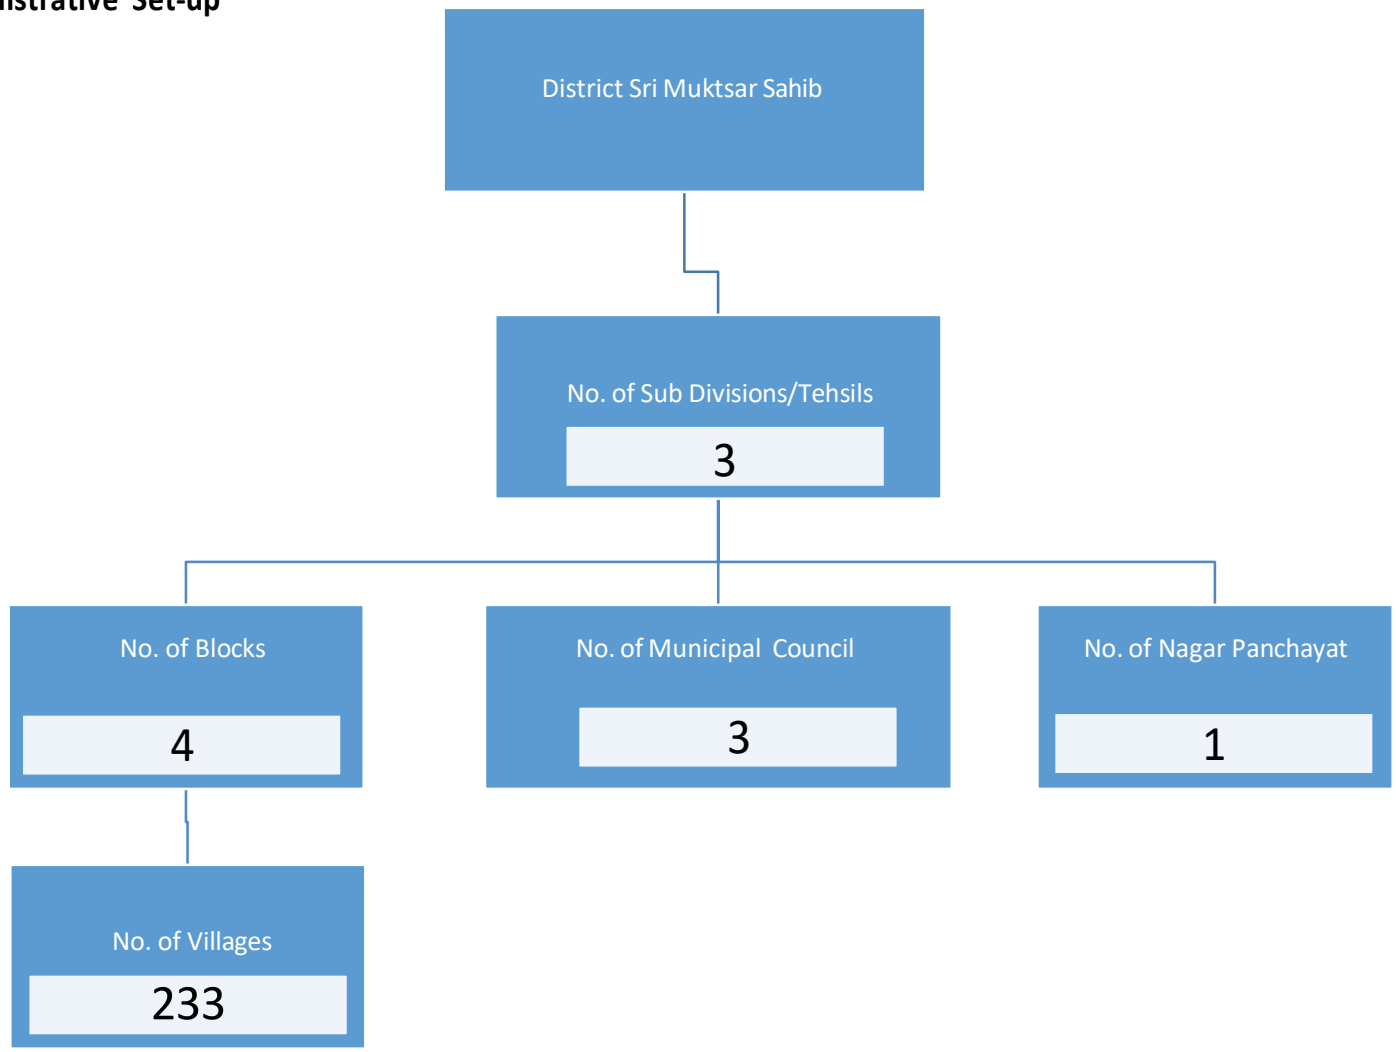 Set-up
District Sri Muktsar Sahib
No. of Sub Divisions/Tehsils
3
No. of Blocks
4
No. of Municipal Council
3
No. of Nagar Panchayat
1
No. of Villages
233